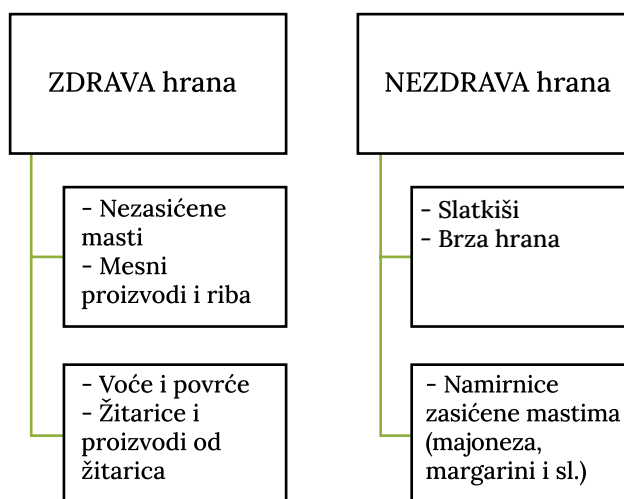 ZDRAVA hrana
- Nezasićene
masti
- Mesni
proizvodi i riba
- Voće i povrće
- Žitarice i
proizvodi od
žitarica
NEZDRAVA hrana
- Slatkiši
- Brza hrana
- Namirnice
zasićene mastima
(majoneza,
margarini i sl.)